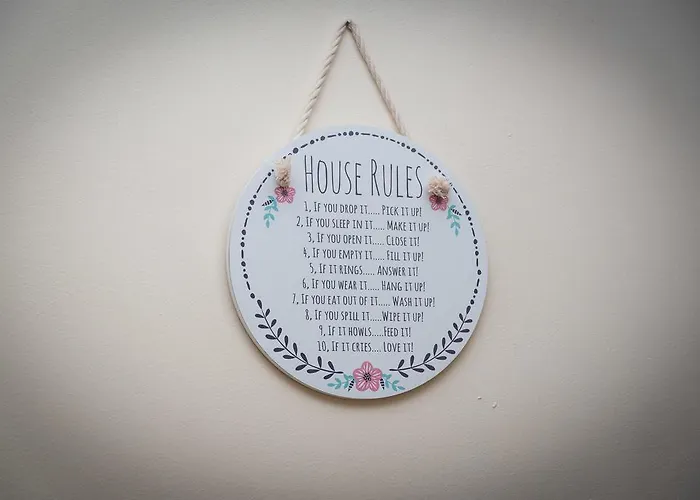 HOUSE RULES
1, IF YOU DROP IT..... PICK IT UP!
2, IF YOU SLEEP IN IT..... MAKE IT UP!
3, IF YOU OPEN IT..... CLOSE IT!
4, IF YOU EMPTY IT..... FILL IT UP!
5, IF IT RINGS..... ANSWER IT!
6, IF YOU WEAR IT..... HANG IT UP!
7, IF YOU EAT OUT OF IT..... WASH IT UP!
8, IF YOU SPILL IT.....WIPE IT UP!
9, IF IT HOWLS.....FEED IT!
10, IF IT CRIES.... LOVE IT!